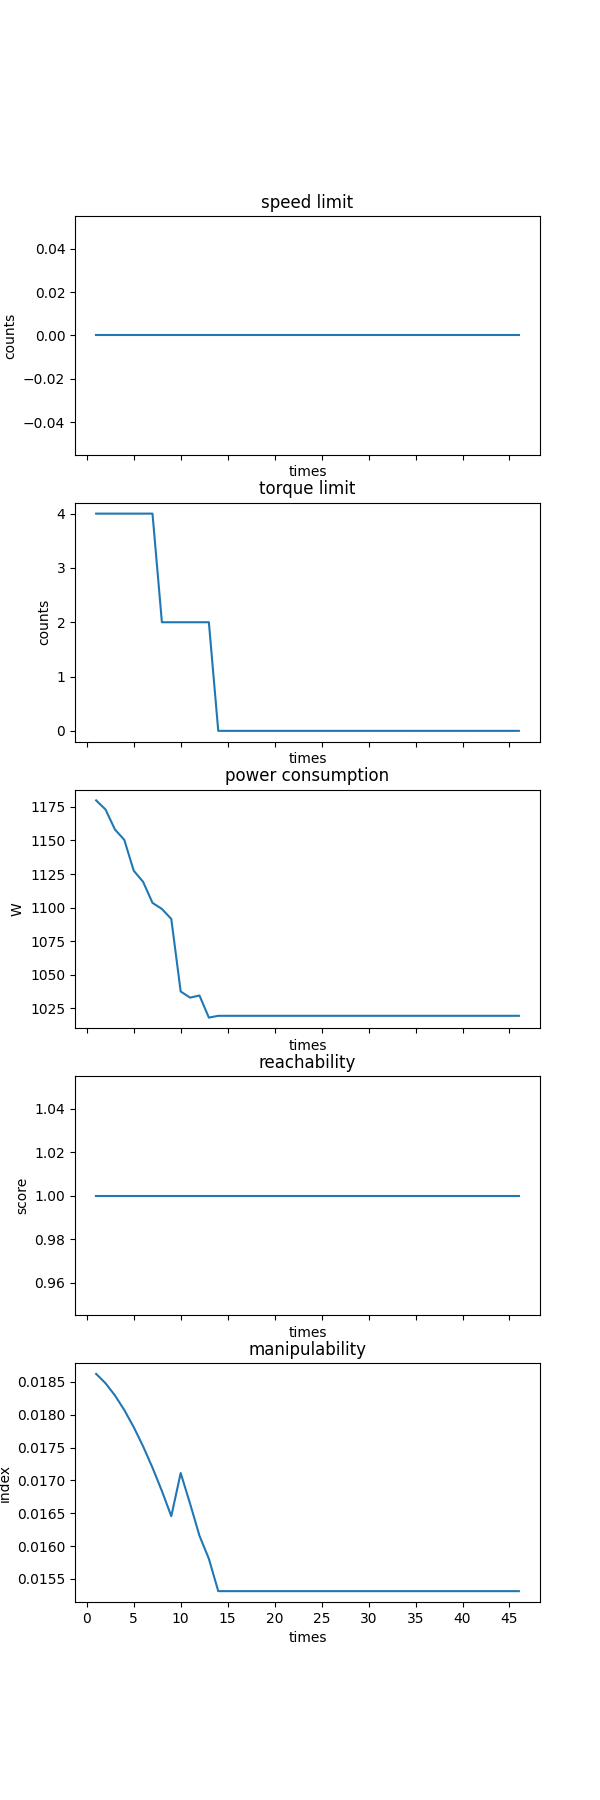 speed limit
0.04
0.02
0.00
−0.02
−0.04
counts
times
torque limit
4
3
2
1
0
counts
times
power consumption
1175
1150
1125
1100
1075
1050
1025
W
times
reachability
1.04
1.02
1.00
0.98
0.96
score
times
manipulability
0.0185
0.0180
0.0175
0.0170
0.0165
0.0160
0.0155
index
0 5 10 15 20 25 30 35 40 45
times